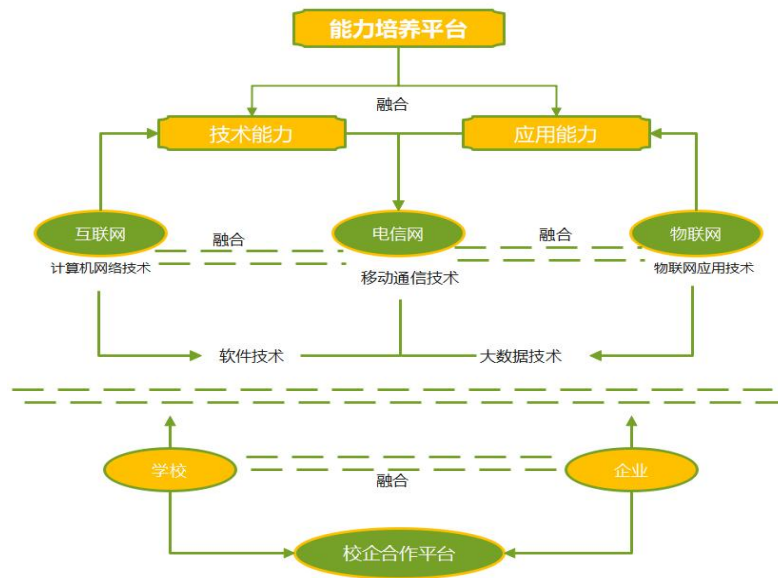 能力培养平台
融合
技术能力
应用能力
互联网
融合
电信网
融合
物联网
计算机网络技术
移动通信技术
物联网应用技术
软件技术
大数据技术
学校
融合
企业
校企合作平台